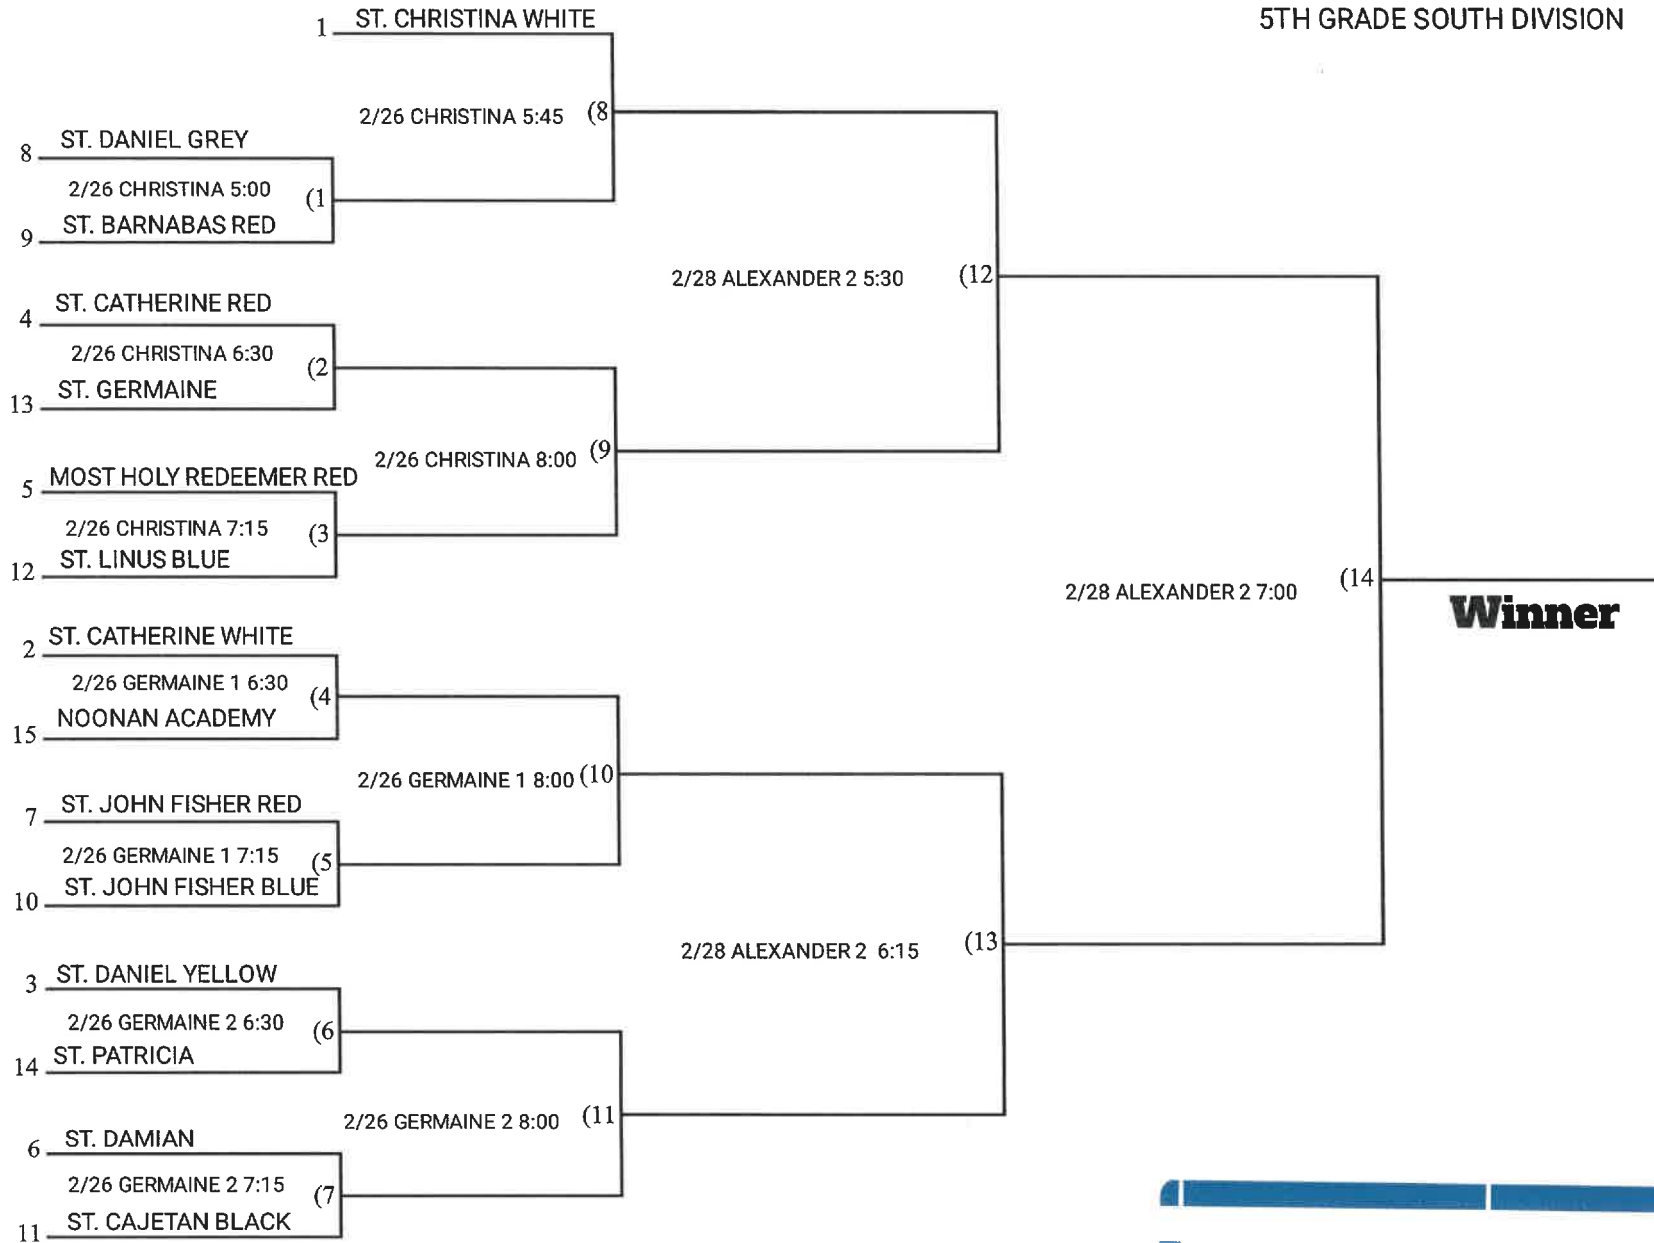 5TH GRADE SOUTH DIVISION
1 ST. CHRISTINA WHITE
2/26 CHRISTINA 5:45 (8
8 ST. DANIEL GREY
2/26 CHRISTINA 5:00 (1
9 ST. BARNABAS RED
2/28 ALEXANDER 2 5:30 (12
4 ST. CATHERINE RED
2/26 CHRISTINA 6:30 (2
13 ST. GERMAINE
2/26 CHRISTINA 8:00 (9
5 MOST HOLY REDEEMER RED
2/26 CHRISTINA 7:15 (3
12 ST. LINUS BLUE
2/28 ALEXANDER 2 7:00 (14
Winner
2 ST. CATHERINE WHITE
2/26 GERMAINE 1 6:30 (4
15 NOONAN ACADEMY
2/26 GERMAINE 1 8:00 (10
7 ST. JOHN FISHER RED
2/26 GERMAINE 1 7:15 (5
10 ST. JOHN FISHER BLUE
2/28 ALEXANDER 2 6:15 (13
3 ST. DANIEL YELLOW
2/26 GERMAINE 2 6:30 (6
14 ST. PATRICIA
2/26 GERMAINE 2 8:00 (11
6 ST. DAMIAN
2/26 GERMAINE 2 7:15 (7
11 ST. CAJETAN BLACK